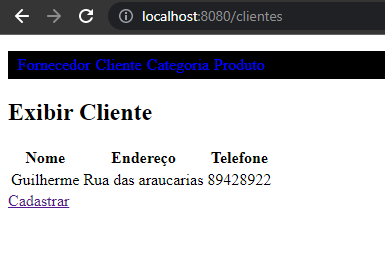 localhost:8080/clientes
Fornecedor Cliente Categoria Produto
Exibir Cliente
Nome Endereço Telefone
Guilherme Rua das araucarias 89428922
Cadastrar